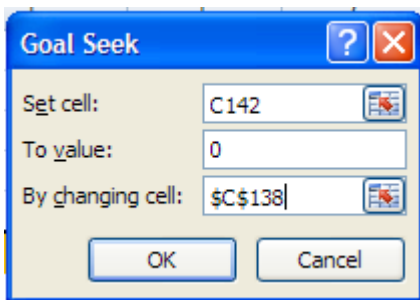 Goal Seek ?
Set cell: C142
To value: 0
By changing cell: $C$138
OK Cancel